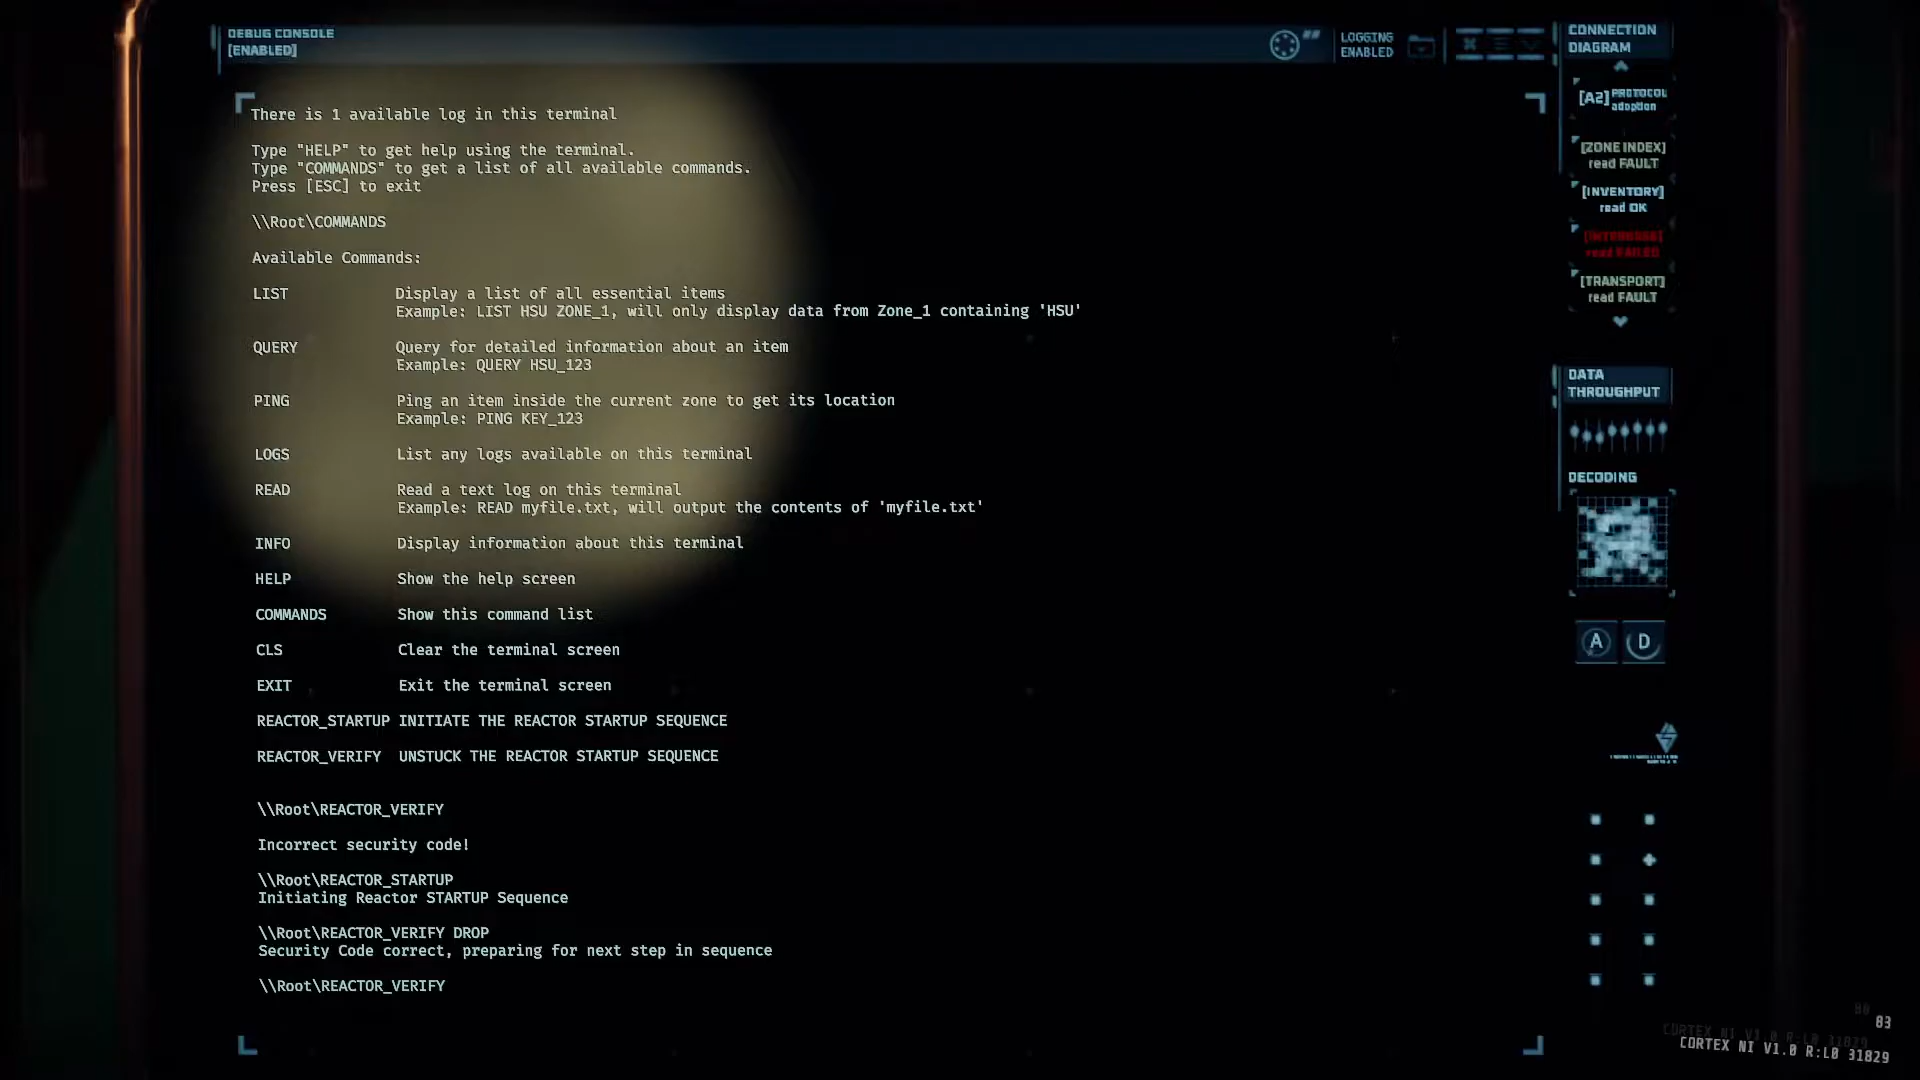 DEBUG CONSOLE
[ENABLED]
LOGGING
ENABLED
There is 1 available log in this terminal
Type "HELP" to get help using the terminal.
Type "COMMANDS" to get a list of all available commands.
Press [ESC] to exit
\\Root\COMMANDS
Available Commands:
LIST Display a list of all essential items
Example: LIST HSU ZONE_1, will only display data from Zone_1 containing 'HSU'
QUERY Query for detailed information about an item
Example: QUERY HSU_123
PING Ping an item inside the current zone to get its location
Example: PING KEY_123
LOGS List any logs available on this terminal
READ Read a text log on this terminal
Example: READ myfile.txt, will output the contents of 'myfile.txt'
INFO Display information about this terminal
HELP Show the help screen
COMMANDS Show this command list
CLS Clear the terminal screen
EXIT Exit the terminal screen
REACTOR_STARTUP INITIATE THE REACTOR STARTUP SEQUENCE
REACTOR_VERIFY UNSTUCK THE REACTOR STARTUP SEQUENCE
\\Root\REACTOR_VERIFY
Incorrect security code!
\\Root\REACTOR_STARTUP
Initiating Reactor STARTUP Sequence
\\Root\REACTOR_VERIFY DROP
Security Code correct, preparing for next step in sequence
\\Root\REACTOR_VERIFY
CONNECTION
DIAGRAM
[A2] PROTOCOL
adoption
[ZONE INDEX]
read FAULT
[INVENTORY]
read OK
read FAILED
[TRANSPORT]
read FAULT
DATA
THROUGHPUT
DECODING
A D
83
CORTEX NI V1.0 R:L0 31829